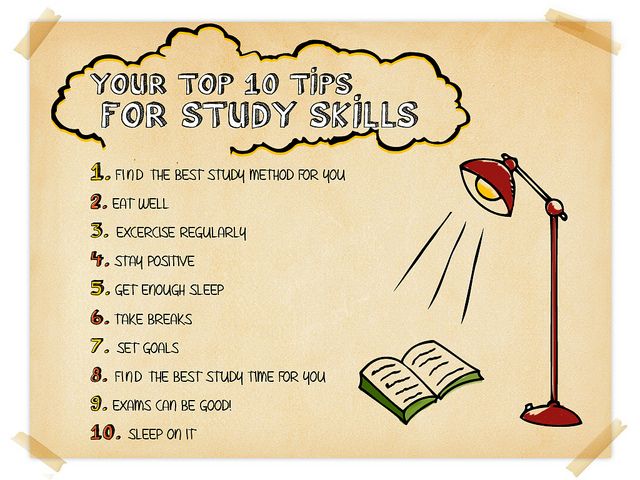 YOUR TOP 10 TIPS
FOR STUDY SKILLS
1. FIND THE BEST STUDY METHOD FOR YOU
2. EAT WELL
3. EXCERCISE REGULARLY
4. STAY POSITIVE
5. GET ENOUGH SLEEP
6. TAKE BREAKS
7. SET GOALS
8. FIND THE BEST STUDY TIME FOR YOU
9. EXAMS CAN BE GOOD!
10. SLEEP ON IT